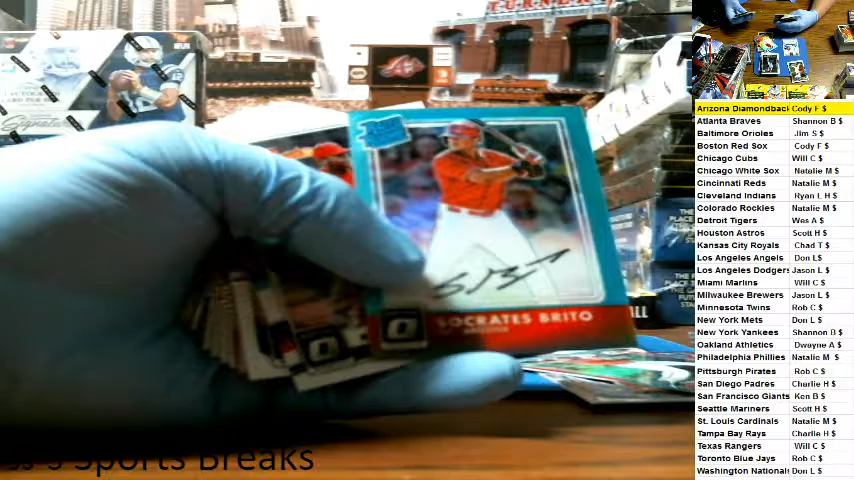 TURNER
SOCRATES BRITO
's Sports Breaks
Arizona Diamondback Cody F $
Atlanta Braves Shannon B $
Baltimore Orioles Jim S $
Boston Red Sox Cody F $
Chicago Cubs Will C $
Chicago White Sox Natalie M $
Cincinnati Reds Natalie M $
Cleveland Indians Ryan L H $
Colorado Rockies Natalie M $
Detroit Tigers Wes A $
Houston Astros Scott H $
Kansas City Royals Chad T $
Los Angeles Angels Don L $
Los Angeles Dodgers Jason L $
Miami Marlins Will C $
Milwaukee Brewers Jason L $
Minnesota Twins Rob C $
New York Mets Don L $
New York Yankees Shannon B $
Oakland Athletics Dwayne A $
Philadelphia Phillies Natalie M $
Pittsburgh Pirates Rob C $
San Diego Padres Charlie H $
San Francisco Giants Ken B $
Seattle Mariners Scott H $
St. Louis Cardinals Natalie M $
Tampa Bay Rays Charlie H $
Texas Rangers Will C $
Toronto Blue Jays Rob C $
Washington Nationals Don L $